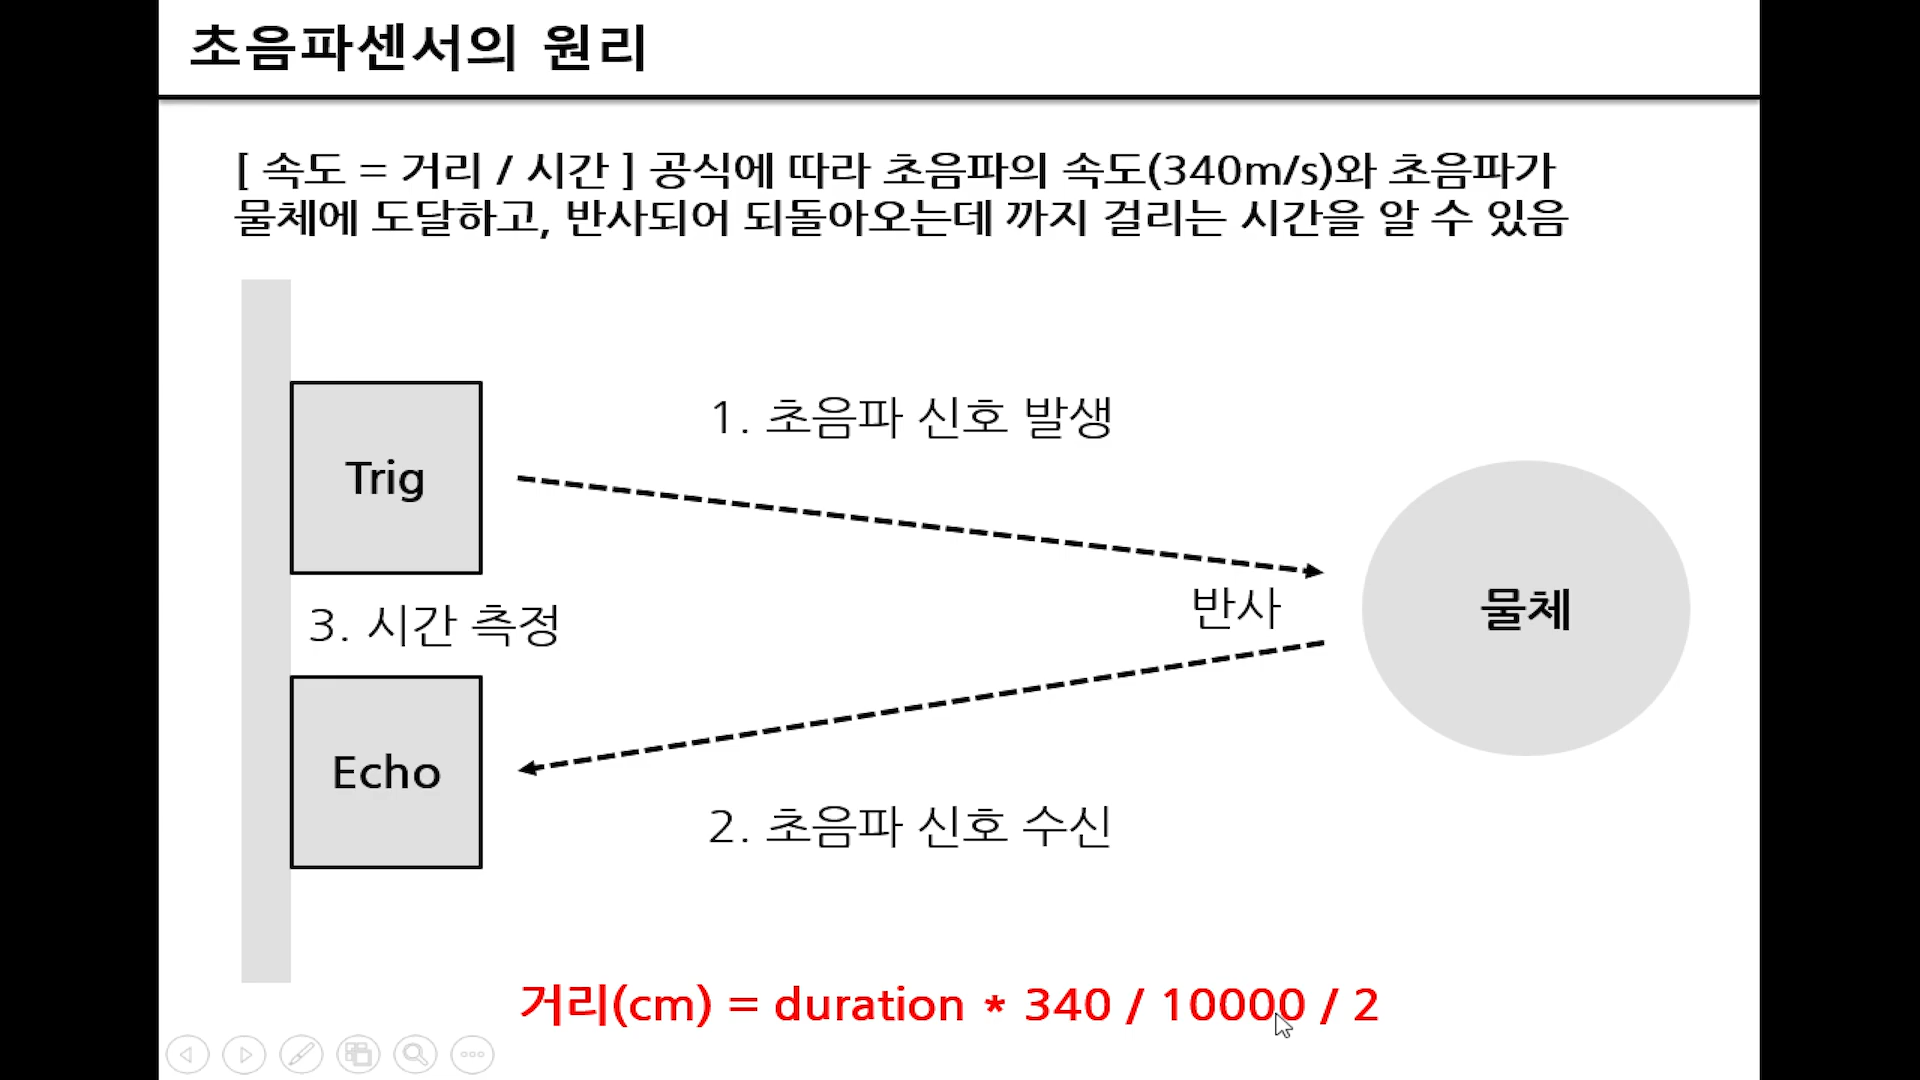 초음파센서의 원리
[ 속도 = 거리 / 시간 ] 공식에 따라 초음파의 속도(340m/s)와 초음파가
물체에 도달하고, 반사되어 되돌아오는데 까지 걸리는 시간을 알 수 있음
1. 초음파 신호 발생
Trig
반사
물체
3. 시간 측정
Echo
2. 초음파 신호 수신
거리(cm) = duration * 340 / 10000 / 2